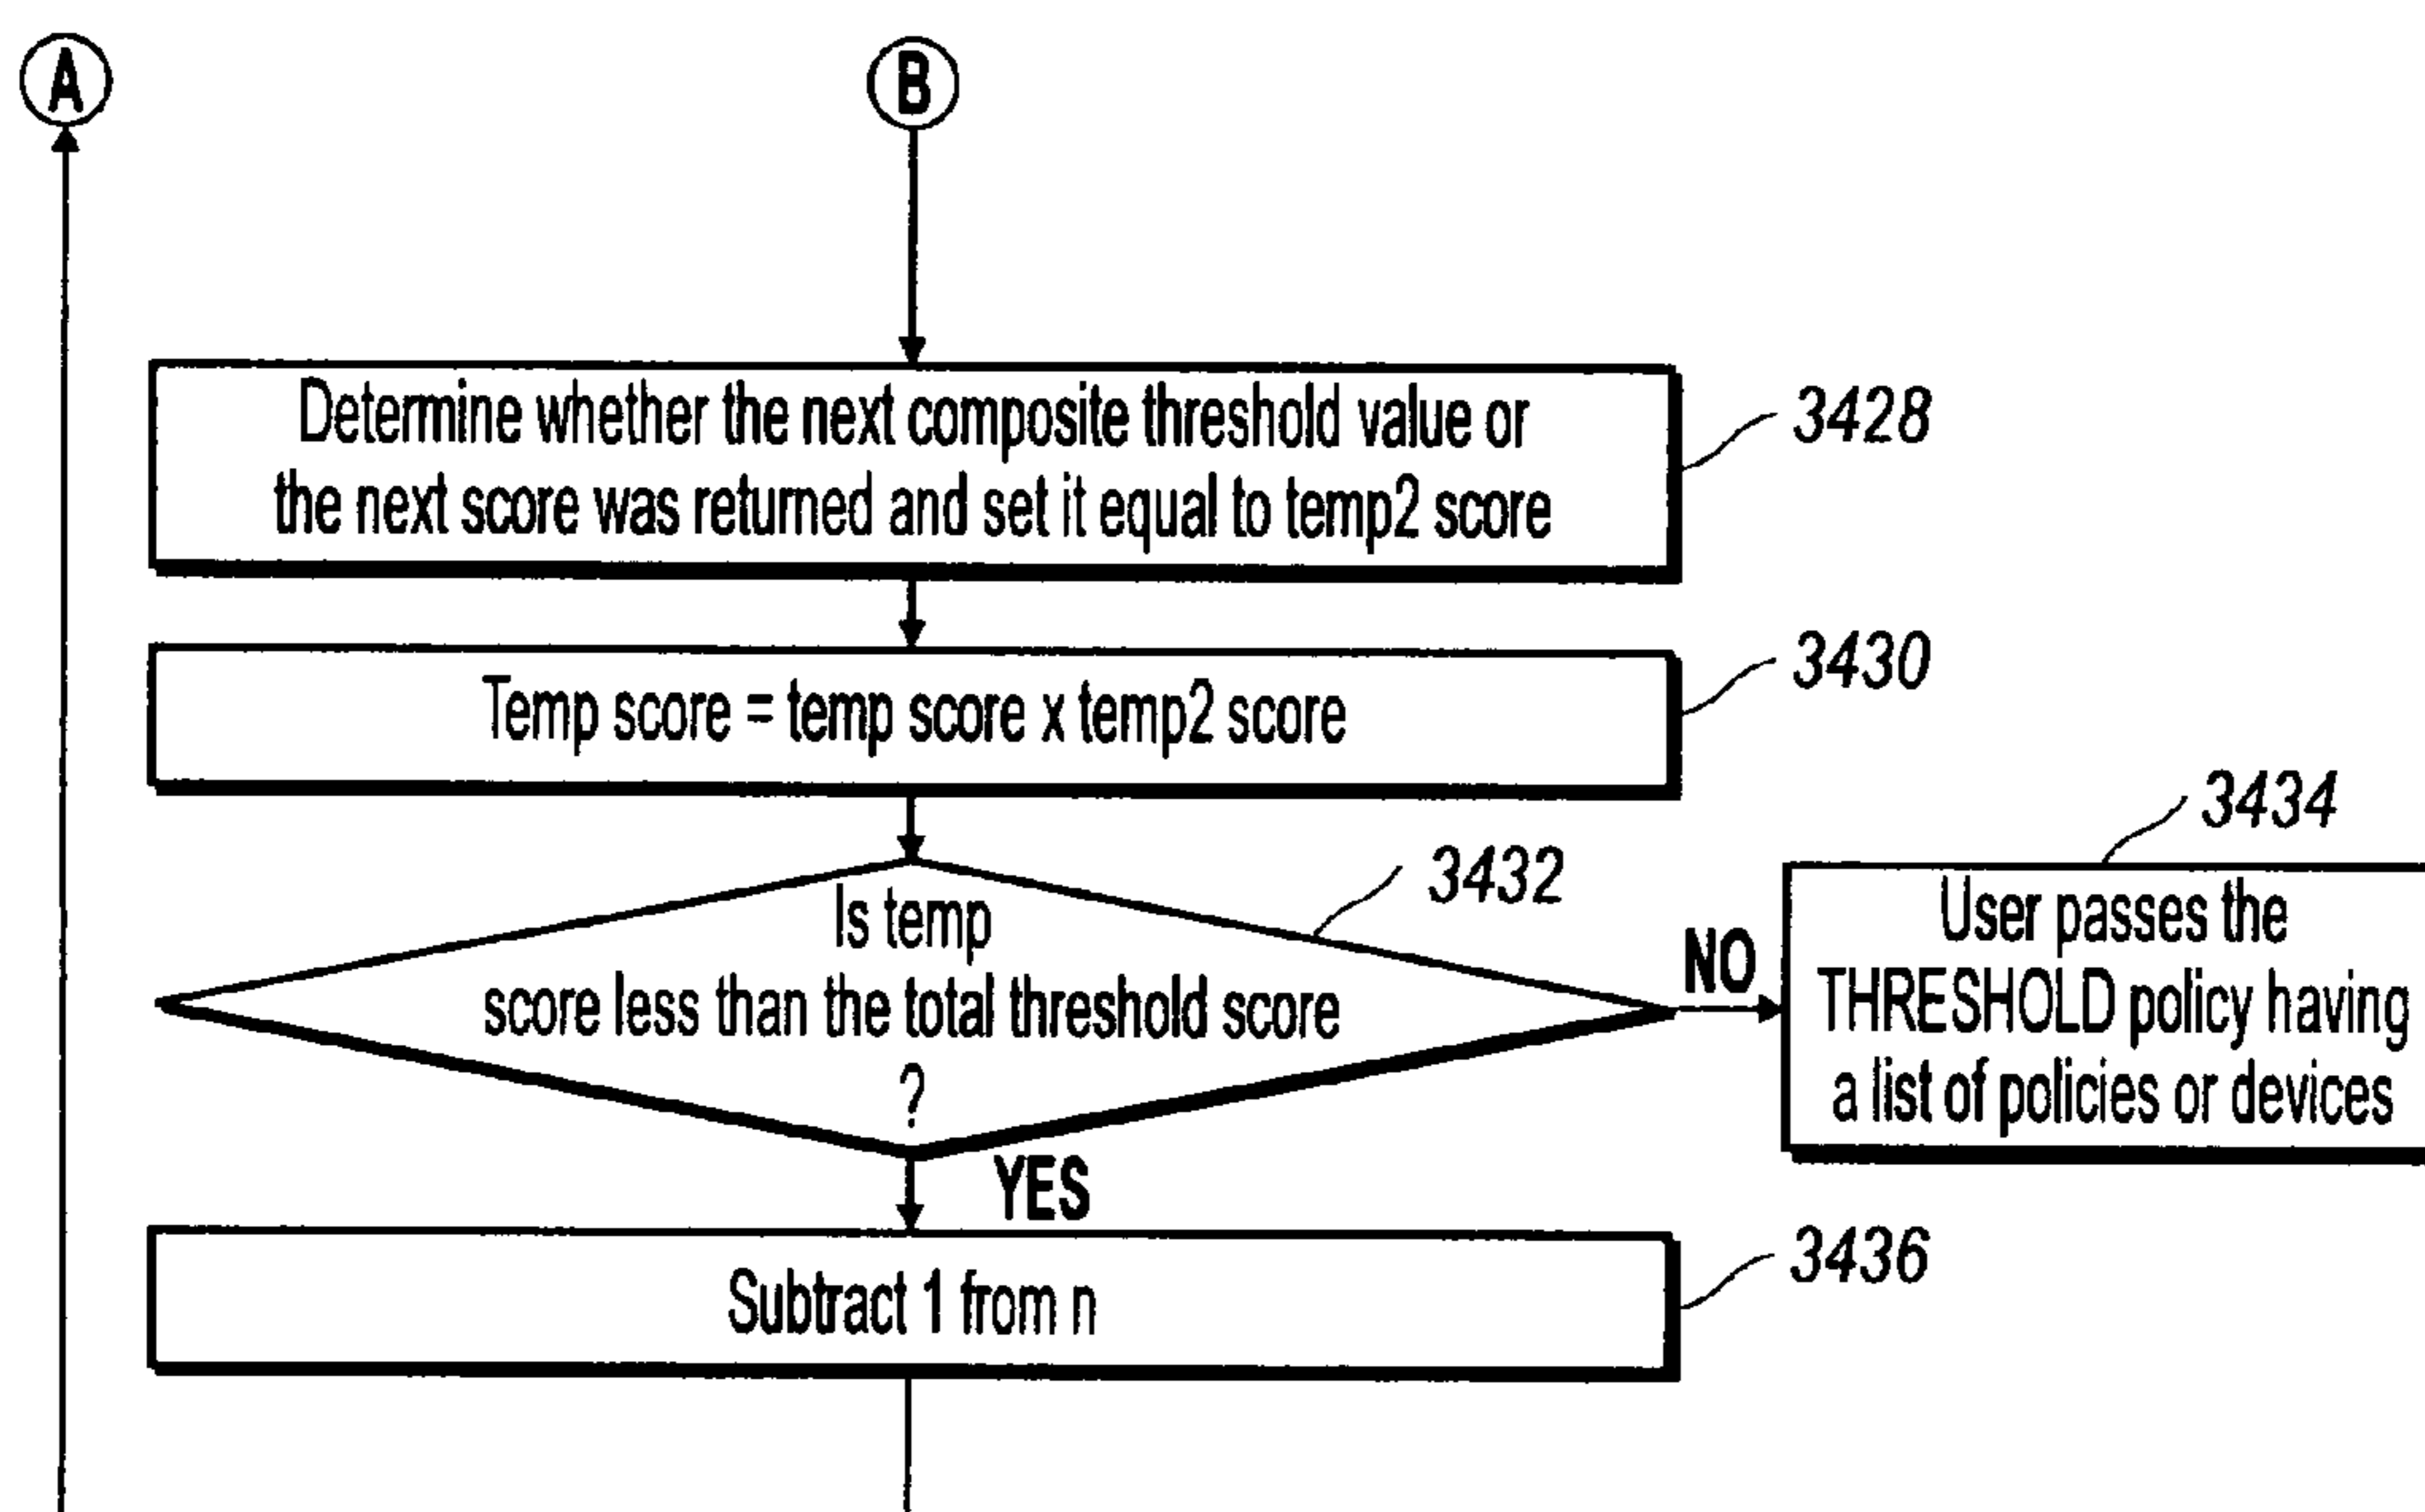 A
B
Determine whether the next composite threshold value or
the next score was returned and set it equal to temp2 score
3428
Temp score = temp score x temp2 score
3430
Is temp
score less than the total threshold score
?
3432
NO
3434
User passes the
THRESHOLD policy having
a list of policies or devices
YES
Subtract 1 from n
3436